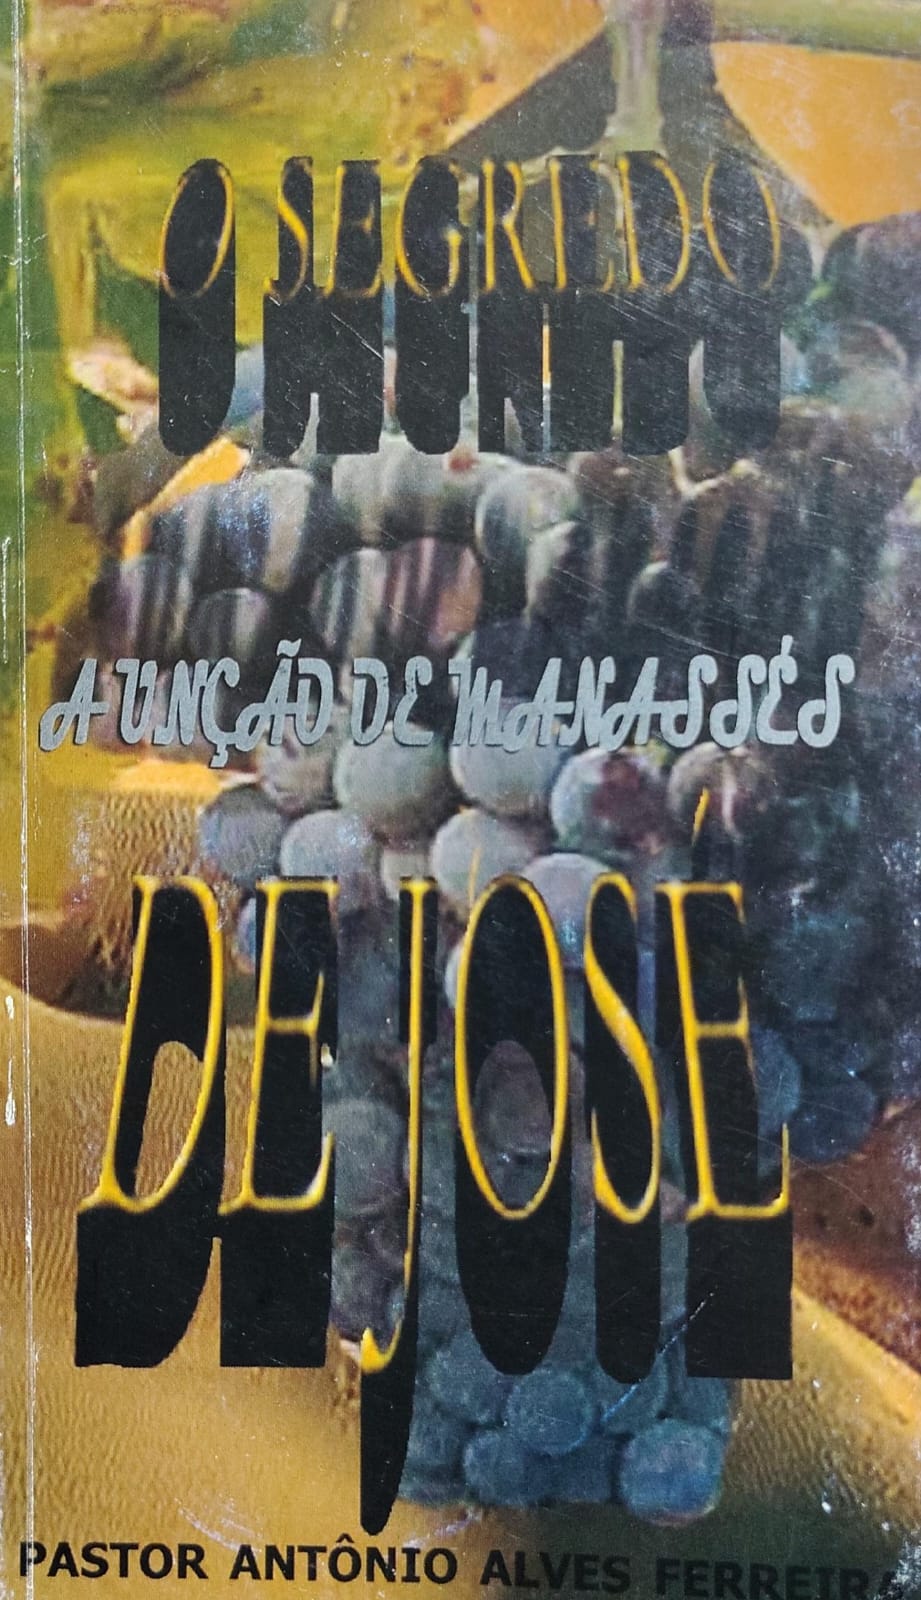 O SEGREDO
A UNÇÃO DE MANASSÉS
DE JOSÉ
PASTOR ANTÔNIO ALVES FERREIRA